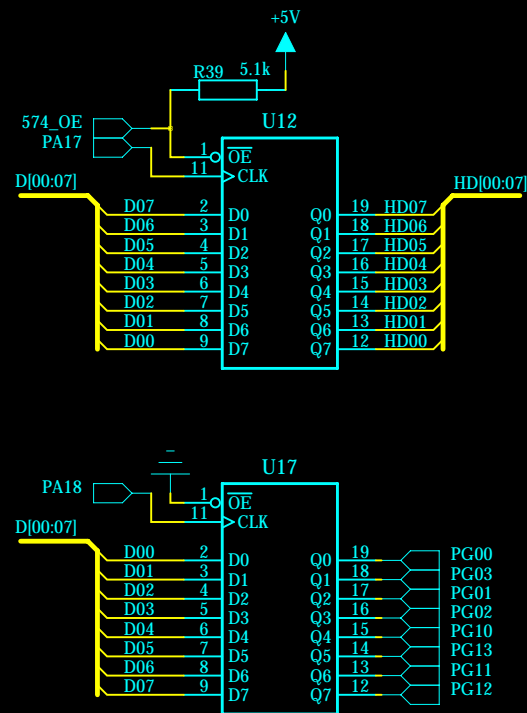 +5V
R39 5.1k
574_OE
U12
PA17
1 OE
11 CLK
D[00:07] HD[00:07]
D07 2 D0 Q0 19 HD07
D06 3 D1 Q1 18 HD06
D05 4 D2 Q2 17 HD05
D04 5 D3 Q3 16 HD04
D03 6 D4 Q4 15 HD03
D02 7 D5 Q5 14 HD02
D01 8 D6 Q6 13 HD01
D00 9 D7 Q7 12 HD00
U17
PA18
1 OE
11 CLK
D[00:07]
D00 2 D0 Q0 19 PG00
D01 3 D1 Q1 18 PG03
D02 4 D2 Q2 17 PG01
D03 5 D3 Q3 16 PG02
D04 6 D4 Q4 15 PG10
D05 7 D5 Q5 14 PG13
D06 8 D6 Q6 13 PG11
D07 9 D7 Q7 12 PG12